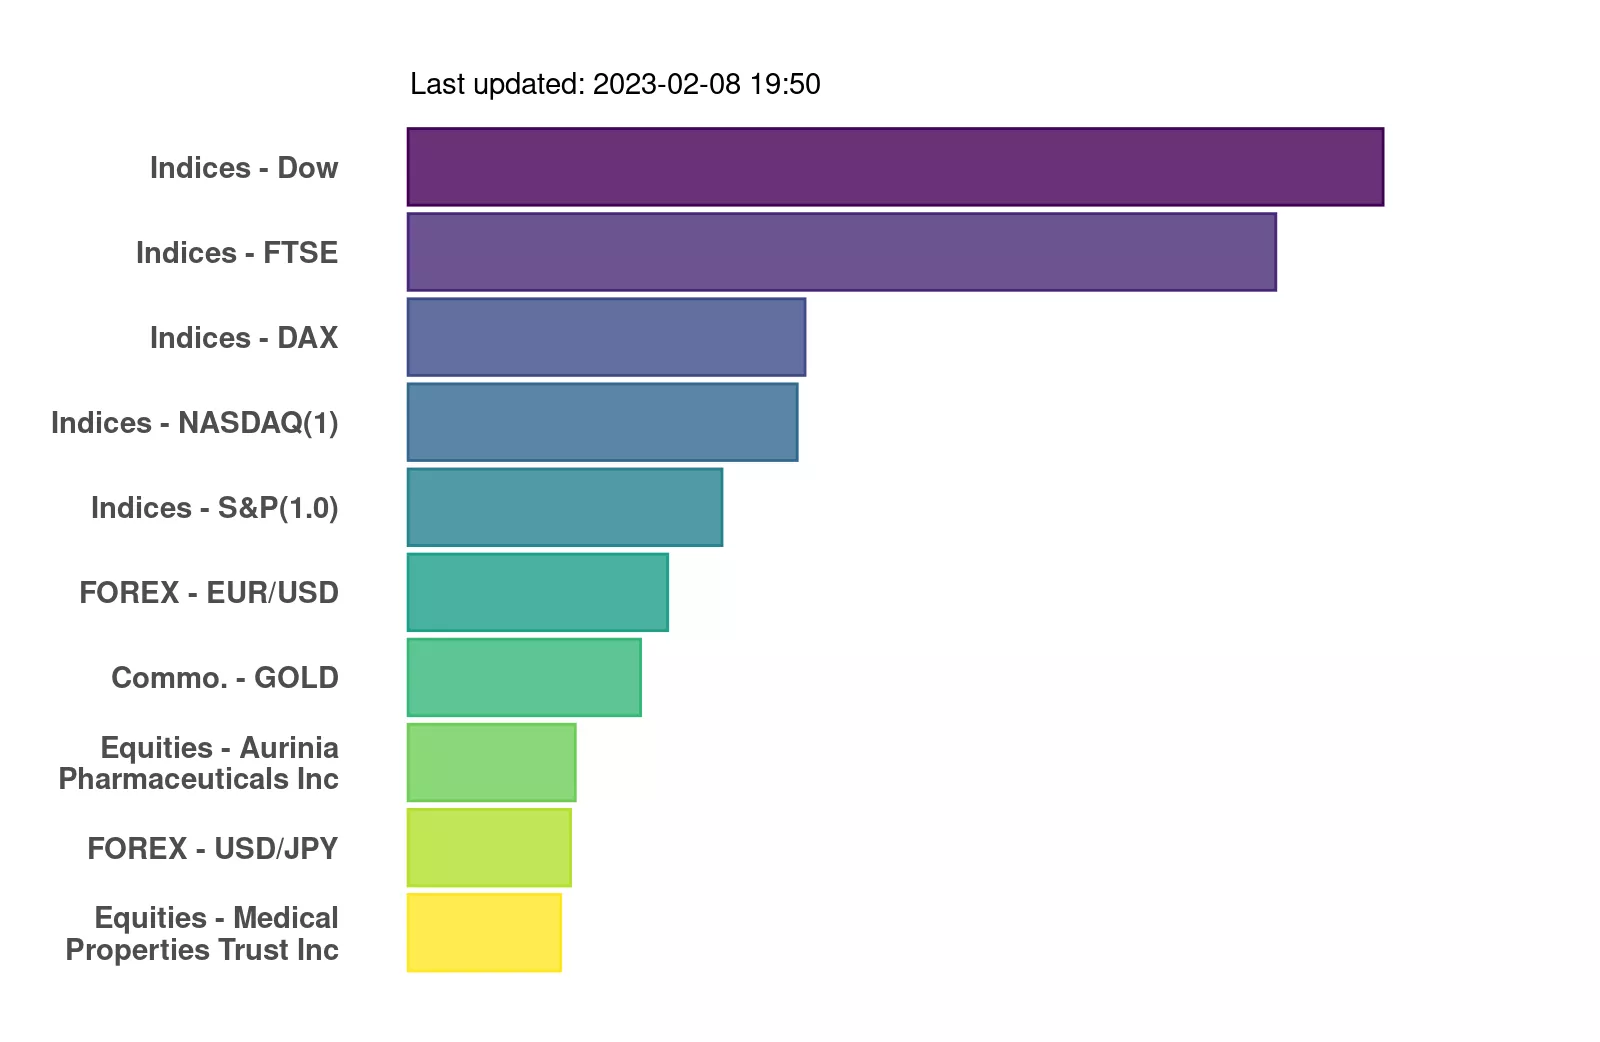 Last updated: 2023-02-08 19:50
Indices - Dow
Indices - FTSE
Indices - DAX
Indices - NASDAQ(1)
Indices - S&P(1.0)
FOREX - EUR/USD
Commo. - GOLD
Equities - Aurinia
Pharmaceuticals Inc
FOREX - USD/JPY
Equities - Medical
Properties Trust Inc